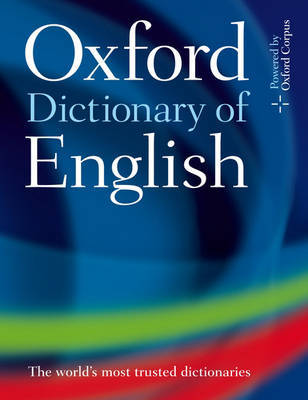 Oxford
Dictionary of
English
Powered by
Oxford Corpus
The world's most trusted dictionaries